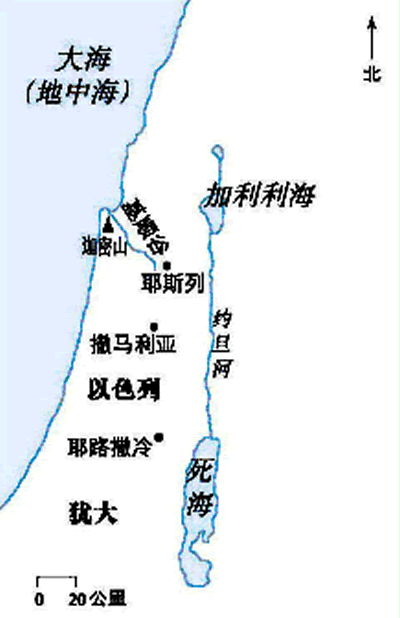 大海
（地中海）
北
基顺谷
加利利海
迦密山
耶斯列
约旦河
撒马利亚
以色列
耶路撒冷
死海
犹大
0 20公里